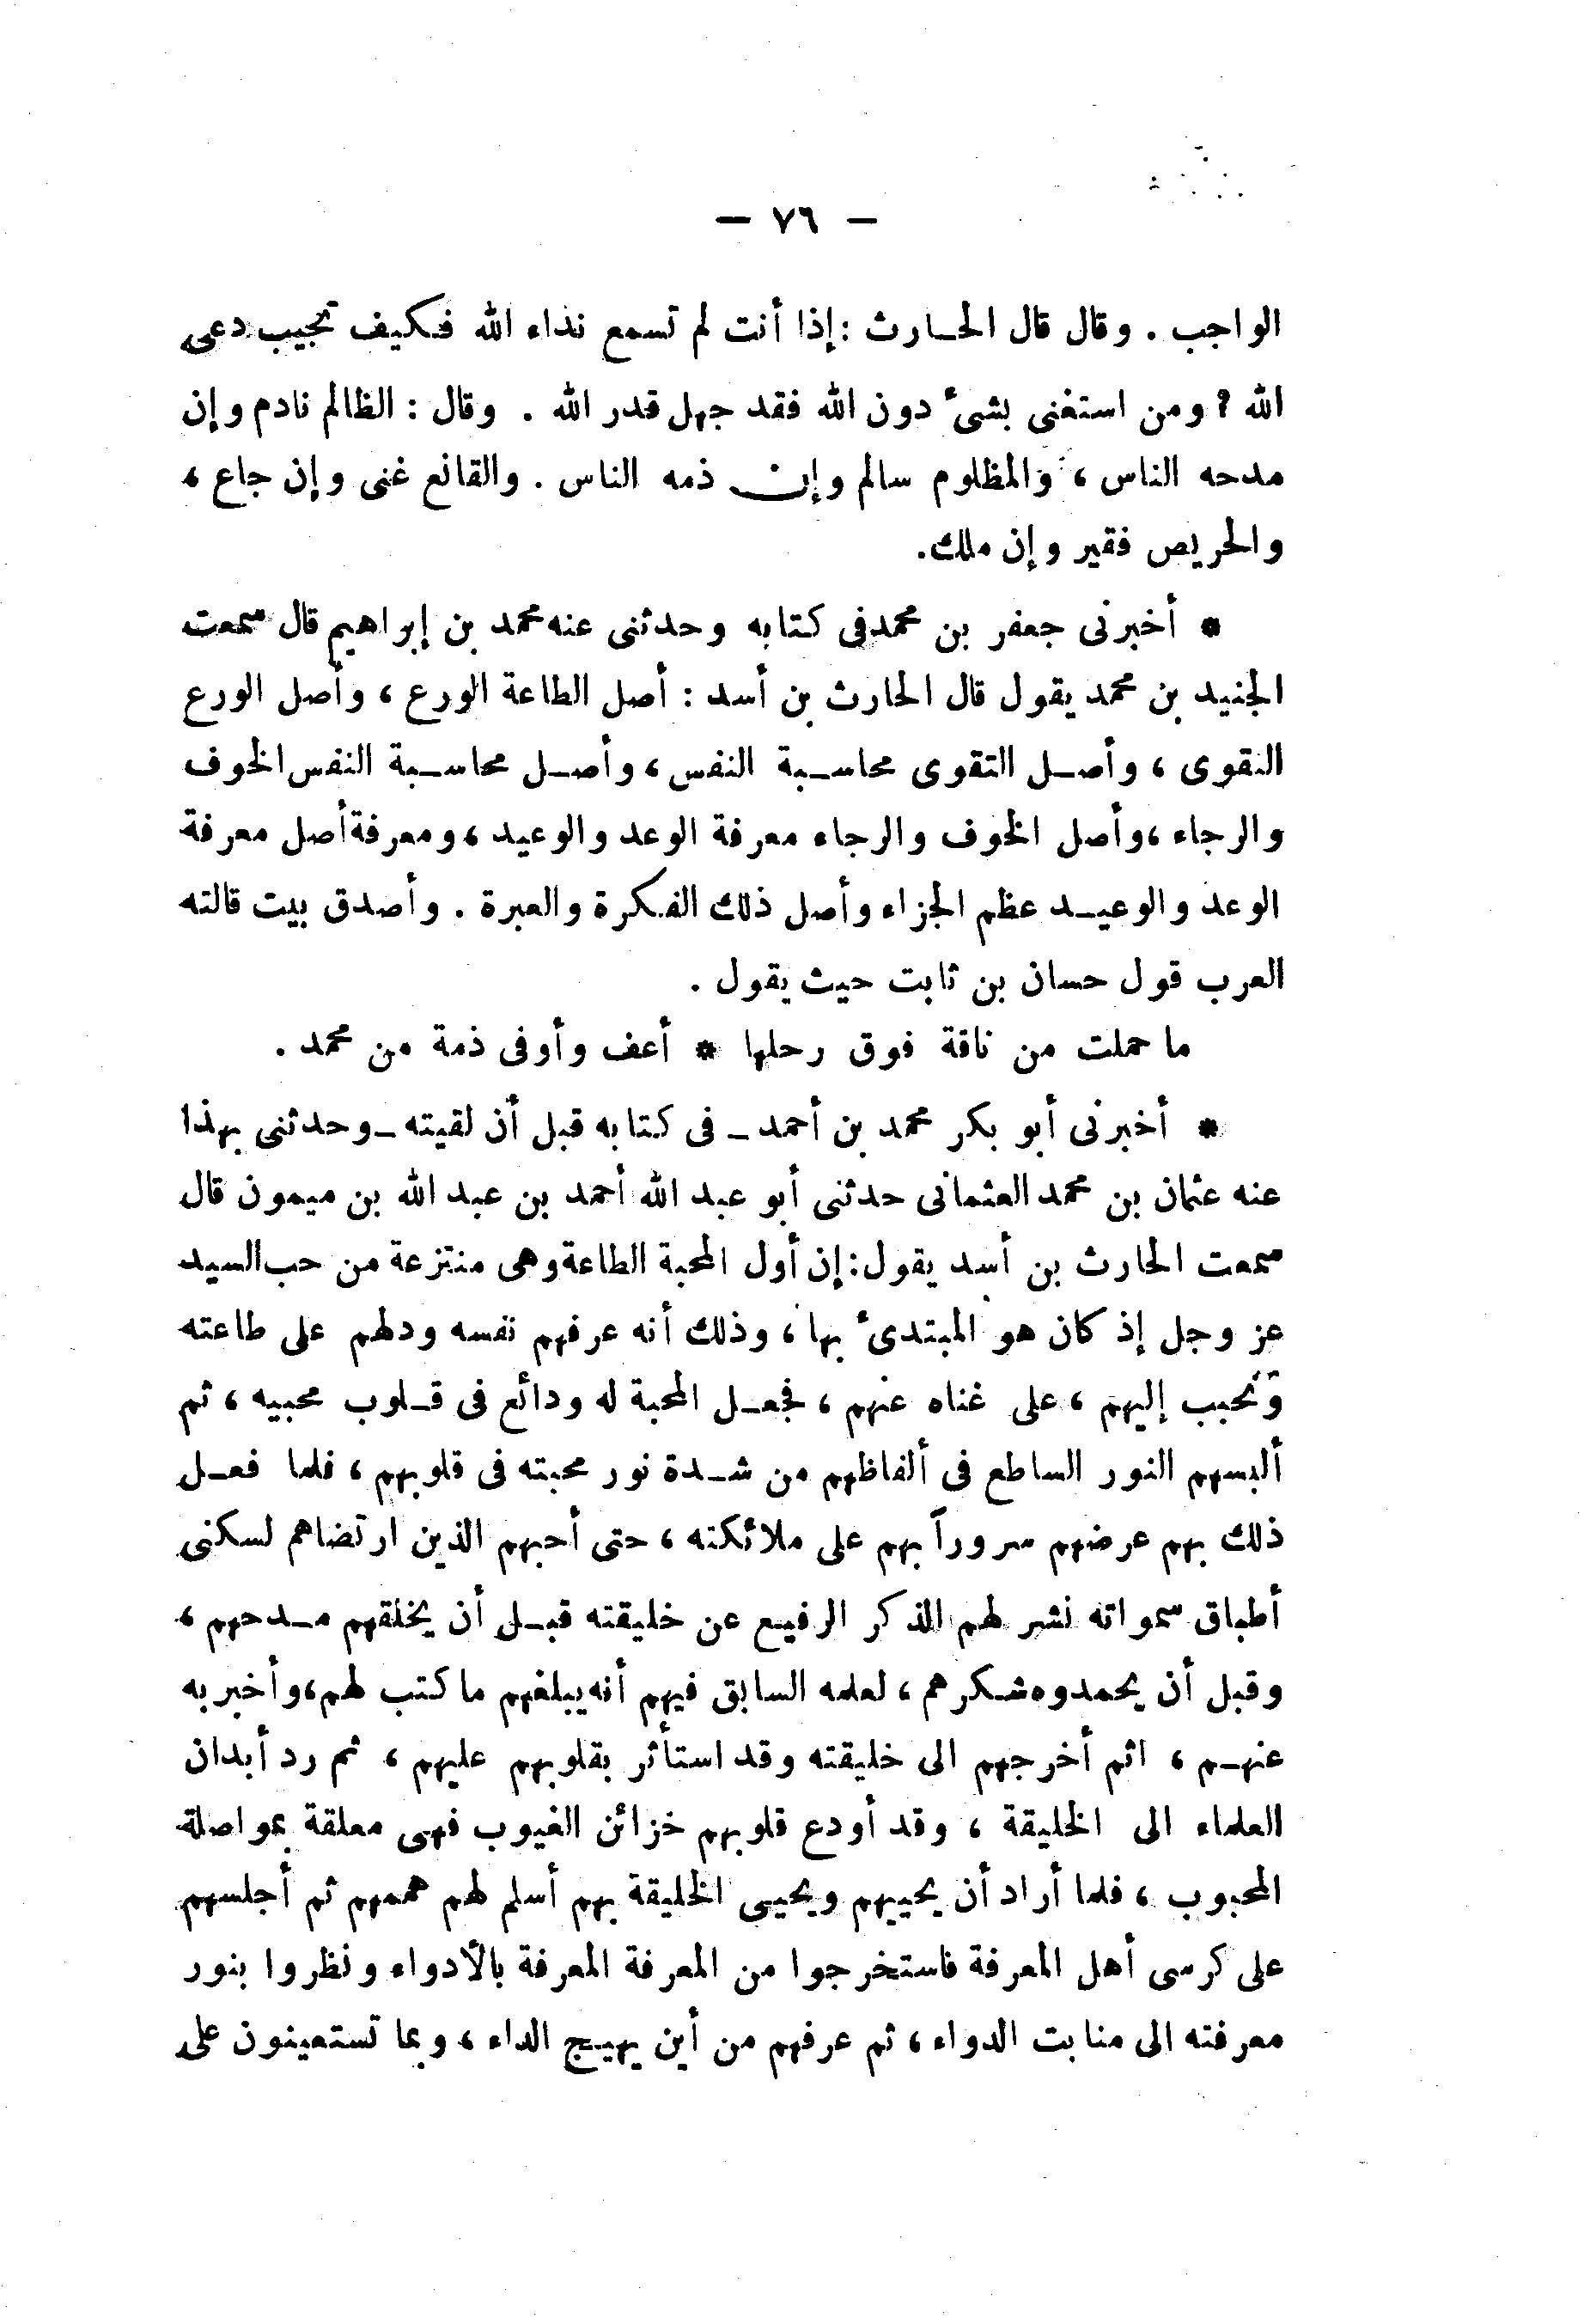 — ٧٦ —
الواجب . وقال قال الحارث :إذا أنت لم تسمع نداء الله فكيف تجيب دعى
الله ؟ ومن استغنى بشىء دون الله فقد جهل قدر الله . وقال : الظالم نادم وإن
مدحه الناس ، والمظلوم سالم وإن ذمه الناس . والقانع غنى وإن جاع ،
والحريص فقير وإن ملك.
* أخبرنى جعفر بن محمد فى كتابه وحدثنى عنه محمد بن إبراهيم قال سمعت
الجنيد بن محمد يقول قال الحارث بن أسد : أصل الطاعة الورع ، وأصل الورع
التقوى ، وأصل التقوى محاسبة النفس ، وأصل محاسبة النفس الخوف
والرجاء ، وأصل الخوف والرجاء معرفة الوعد والوعيد ، ومعرفة أصل معرفة
الوعد والوعيد عظم الجزاء وأصل ذلك الفكرة والعبرة . وأصدق بيت قالته
العرب قول حسان بن ثابت حيث يقول .
ما حملت من ناقة فوق رحلها * أعف وأوفى ذمة من محمد .
* أخبرنى أبو بكر محمد بن أحمد - فى كتابه قبل أن لقيته - وحدثنى بهذا
عنه عثمان بن محمد العثمانى حدثنى أبو عبد الله أحمد بن عبد الله بن ميمون قال
سمعت الحارث بن أسد يقول: إن أول المحبة الطاعة وهى منتزعة من حب السيد
عز وجل إذ كان هو المبتدىء بها ، وذلك أنه عرفهم نفسه ودلهم على طاعته
وتحبب إليهم ، على غناه عنهم ، فجعل المحبة له ودائع فى قلوب محبيه ، ثم
ألبسهم النور الساطع فى ألفاظهم من شدة نور محبته فى قلوبهم ، فلما فعل
ذلك بهم عرضهم سروراً بهم على ملائكته ، حتى أحبهم الذين ارتضاهم لسكنى
أطباق سمواته نشر لهم الذكر الرفيع عن خليقته قبل أن يخلقهم مدحهم ،
وقبل أن يحمدوه شكرهم ، لعلمه السابق فيهم أنه يبلغهم ما كتب لهم ، وأخبر به
عنهم ، اثم أخرجهم الى خليقته وقد استأثر بقلوبهم عليهم ، ثم رد أبدان
العلماء الى الخليقة ، وقد أودع قلوبهم خزائن الغيوب فهى معلقة بمواصلة
المحبوب ، فلما أراد أن يحييهم ويحيى الخليقة بهم أسلم لهم هممهم ثم أجلسهم
على كرسى أهل المعرفة فاستخرجوا من المعرفة المعرفة بالأدواء ونظروا بنور
معرفته الى منابت الدواء ، ثم عرفهم من أين يهيج الداء ، وبما تستعينون على